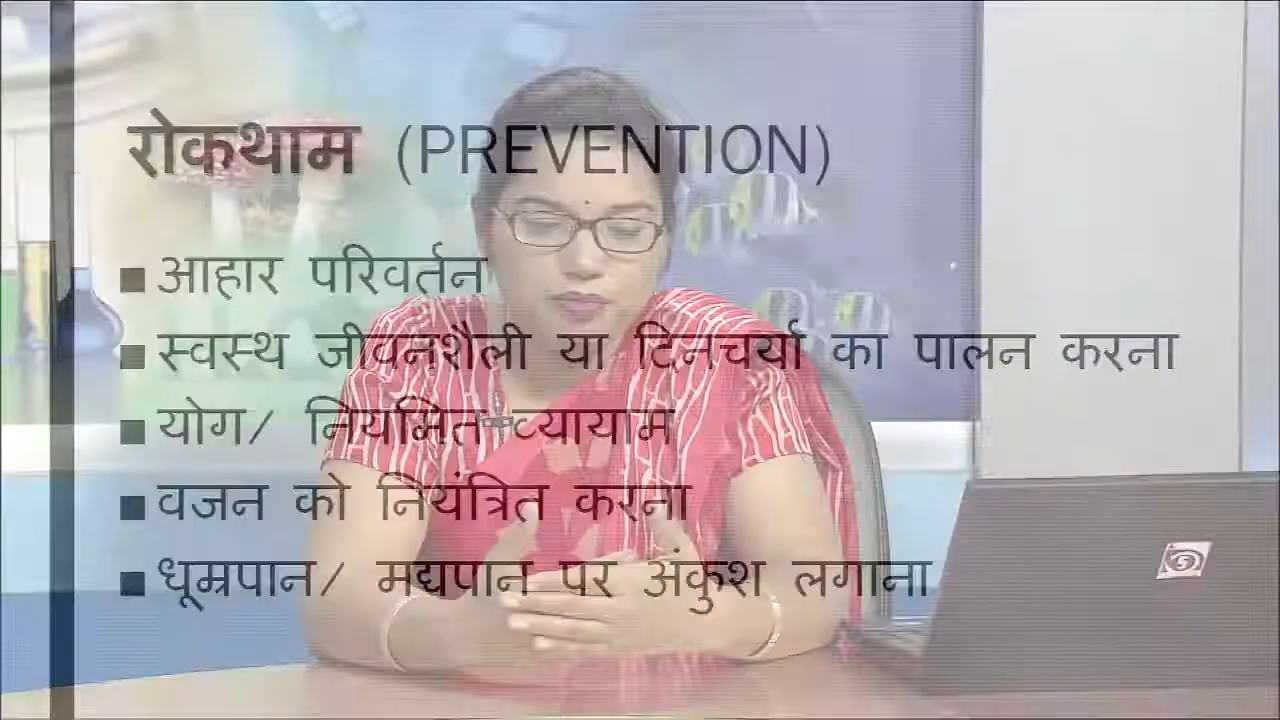 रोकथाम (PREVENTION)
■ आहार परिवर्तन
■ स्वस्थ जीवनशैली या दिनचर्या का पालन करना
■ योग/ नियमित व्यायाम
■ वजन को नियंत्रित करना
■ धूम्रपान/ मद्यपान पर अंकुश लगाना